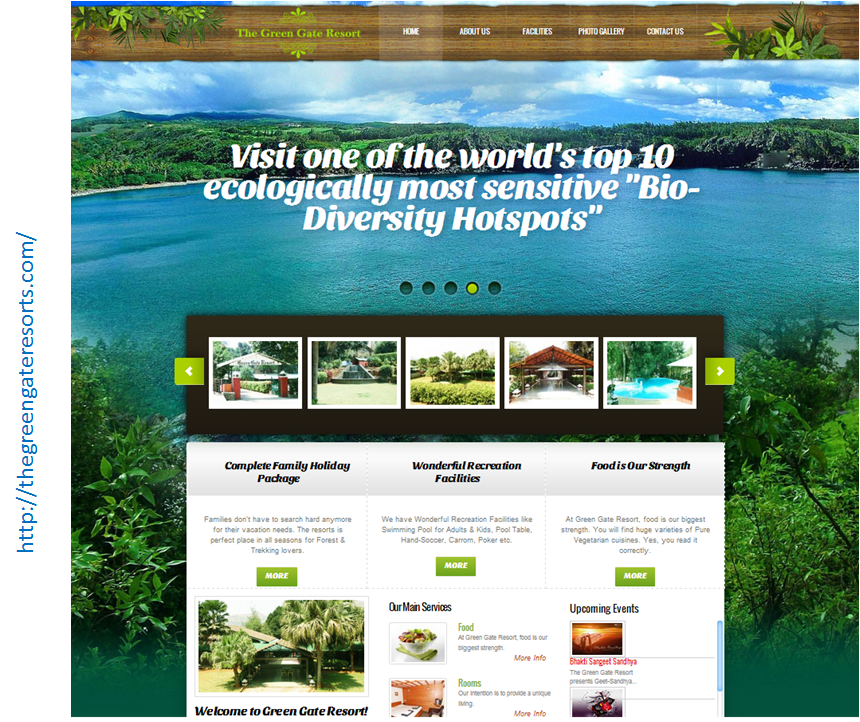 The Green Gate Resort
HOME
ABOUT US
FACILITIES
PHOTO GALLERY
CONTACT US
Visit one of the world's top 10
ecologically most sensitive "Bio-
Diversity Hotspots"
http://thegreengateresorts.com/
Green Gate Resort
Complete Family Holiday
Package
Families don't have to search hard anymore
for their vacation needs. The resorts is
perfect place in all seasons for Forest &
Trekking lovers.
MORE
Wonderful Recreation
Facilities
We have Wonderful Recreation Facilities like
Swimming Pool for Adults & Kids, Pool Table,
Hand-Soccer, Carrom, Poker etc.
MORE
Food is Our Strength
At Green Gate Resort, food is our biggest
strength. You will find huge varieties of Pure
Vegetarian cuisines. Yes, you read it
correctly.
MORE
Welcome to Green Gate Resort!
Our Main Services
Food
At Green Gate Resort, food is our
biggest strength.
More Info
Rooms
Our intention is to provide a unique
living.
More Info
Upcoming Events
Bhakti Sangeet Sandhya
The Green Gate Resort
presents Geet-Sandhya...